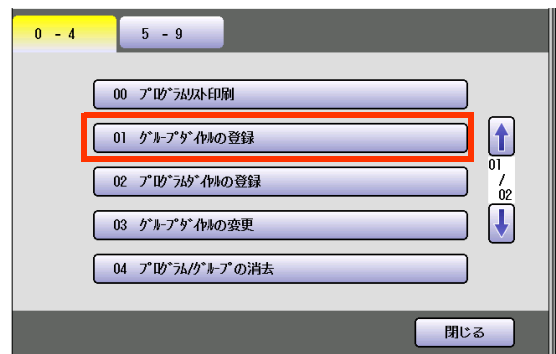 0 - 4
5 - 9
00 プログラムリスト印刷
01 グループダイヤルの登録
02 プログラムダイヤルの登録
03 グループダイヤルの変更
04 プログラム/グループの消去
01
/
02
閉じる